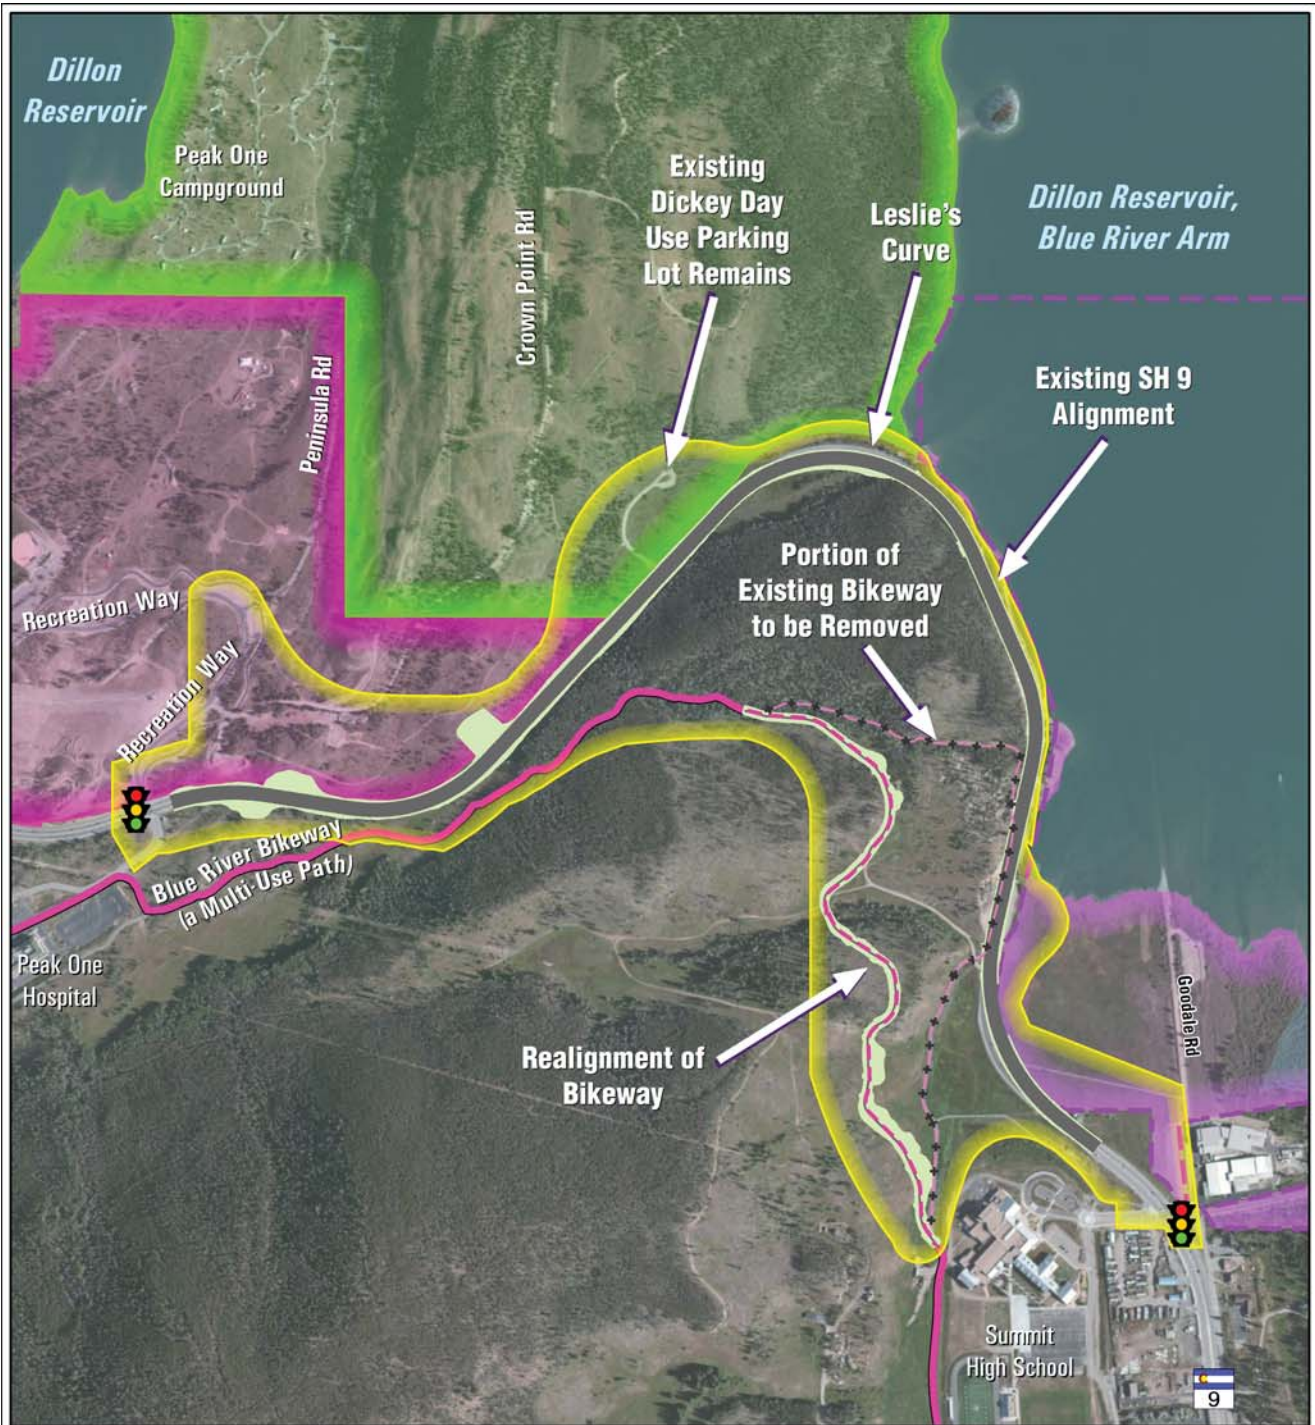 Dillon
Reservoir
Peak One
Campground
Existing
Dickey Day
Use Parking
Lot Remains
Leslie's
Curve
Dillon Reservoir,
Blue River Arm
Crown Point Rd
Peninsula Rd
Existing SH 9
Alignment
Portion of
Existing Bikeway
to be Removed
Recreation Way
Recreation Way
Blue River Bikeway
(a Multi-Use Path)
Peak One
Hospital
Realignment of
Bikeway
Goodale Rd
Summit
High School
9